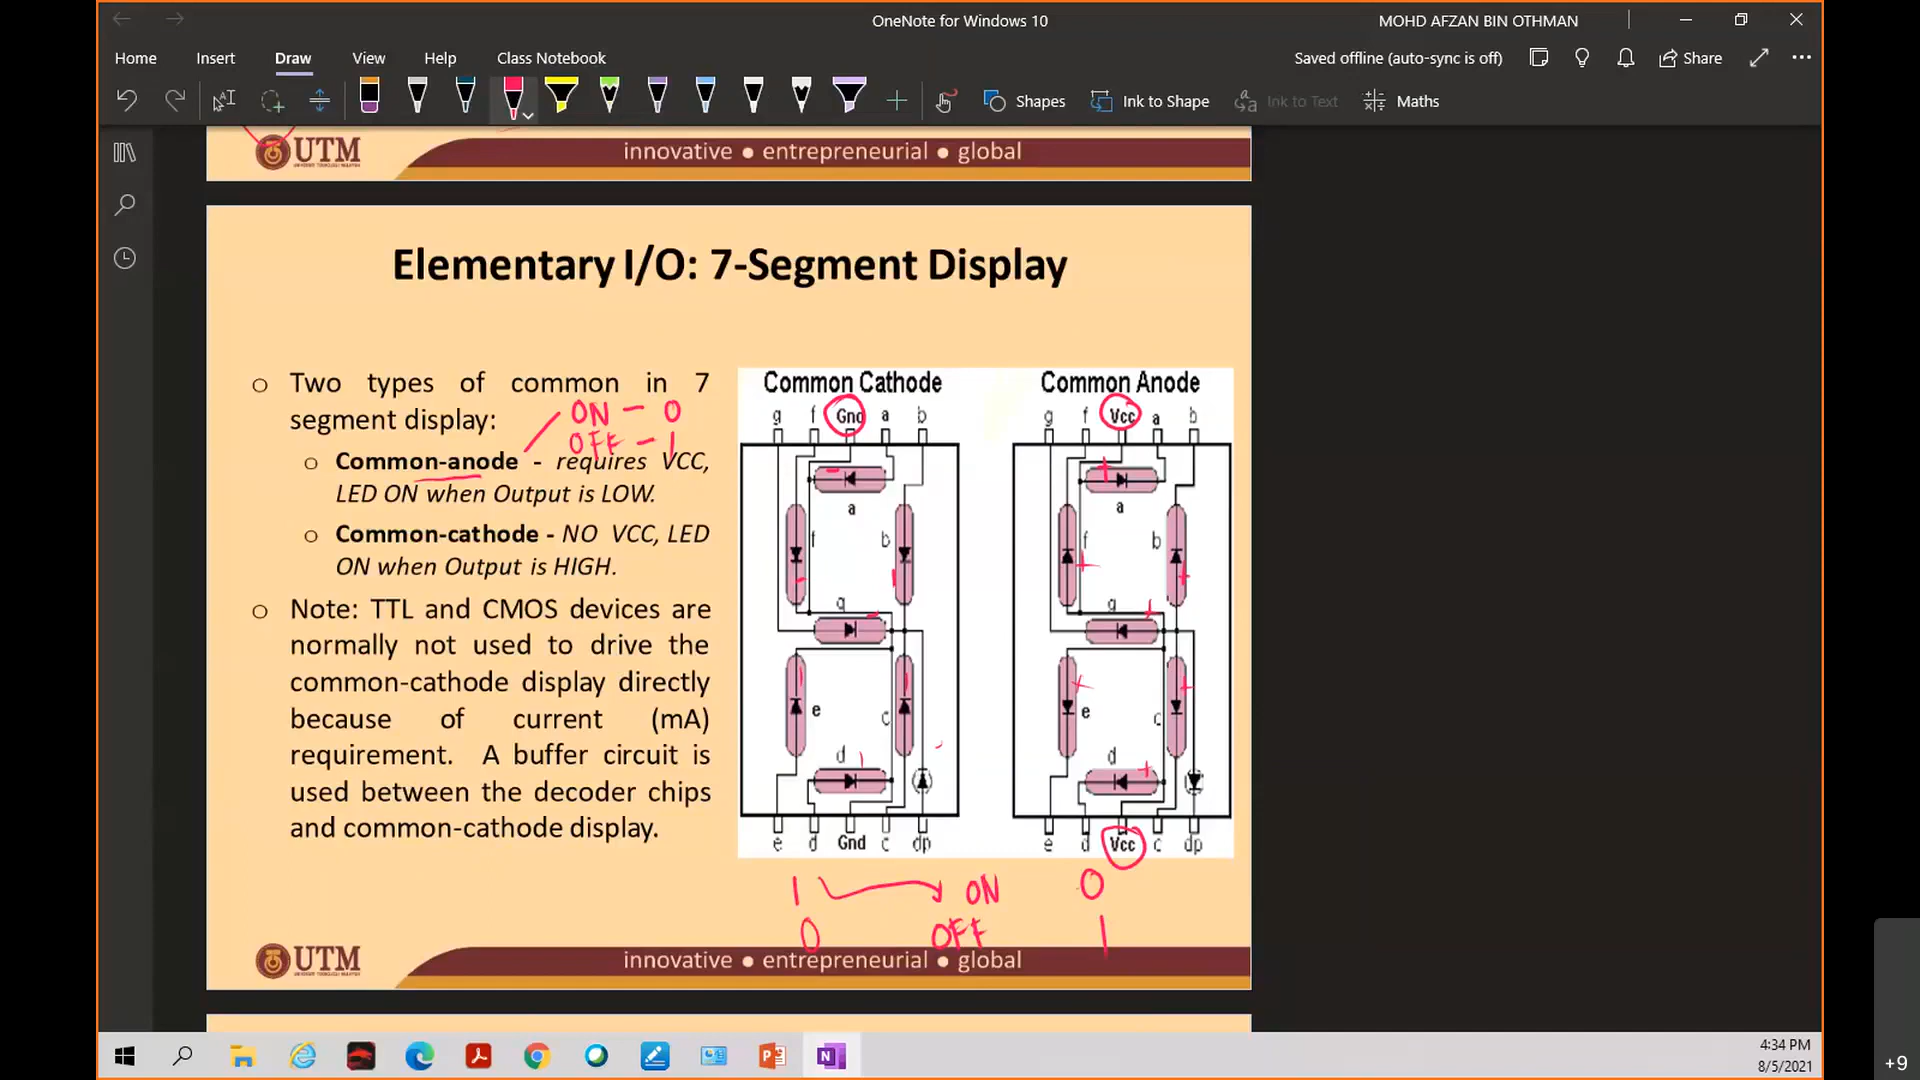 OneNote for Windows 10
MOHD AFZAN BIN OTHMAN
Home Insert Draw View Help Class Notebook
Saved offline (auto-sync is off)
Share
Shapes
Ink to Shape
Ink to Text
Maths
UTM
innovative ● entrepreneurial ● global
Elementary I/O: 7-Segment Display
Two types of common in 7
segment display:
ON - 0
OFF - 1
Common-anode - requires VCC,
LED ON when Output is LOW.
Common-cathode - NO VCC, LED
ON when Output is HIGH.
Note: TTL and CMOS devices are
normally not used to drive the
common-cathode display directly
because of current (mA)
requirement. A buffer circuit is
used between the decoder chips
and common-cathode display.
Common Cathode
g f Gnd a b
a
f b
g
e c
d
e d Gnd c dp
Common Anode
g f Vcc a b
a
f b
g
e c
d
e d Vcc c dp
1 ON 0
0 OFF 1
UTM
innovative ● entrepreneurial ● global
4:34 PM
8/5/2021
+9